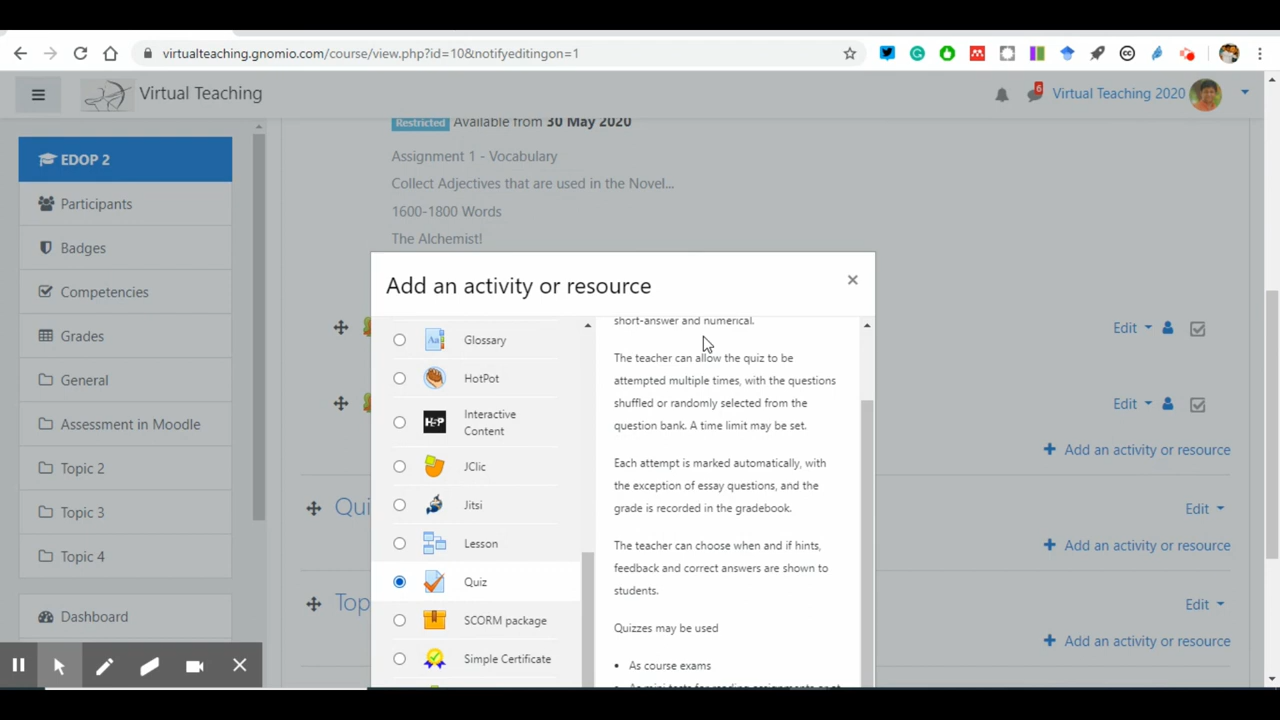 virtualteaching.gnomio.com/course/view.php?id=10&notifyeditingon=1
Virtual Teaching
6
Virtual Teaching 2020
EDOP 2
Participants
Badges
Competencies
Grades
General
Assessment in Moodle
Topic 2
Topic 3
Topic 4
Dashboard
Restricted Available from 30 May 2020
Assignment 1 - Vocabulary
Collect Adjectives that are used in the Novel...
1600-1800 Words
The Alchemist!
Add an activity or resource
×
Glossary
HotPot
H5P
Interactive
Content
JClic
Jitsi
Lesson
Quiz
SCORM package
Simple Certificate
short-answer and numerical.
The teacher can allow the quiz to be
attempted multiple times, with the questions
shuffled or randomly selected from the
question bank. A time limit may be set.
Each attempt is marked automatically, with
the exception of essay questions, and the
grade is recorded in the gradebook.
The teacher can choose when and if hints,
feedback and correct answers are shown to
students.
Quizzes may be used
• As course exams
Edit
Edit
+ Add an activity or resource
Qui
Edit
+ Add an activity or resource
Top
Edit
+ Add an activity or resource